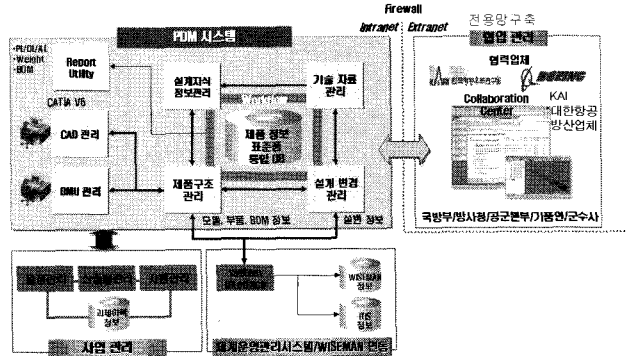 Firewall
Intranet
Extranet
전용망 구축
PDM 시스템
협업 관리
•PL/DL/AL
•Weight
•BOM
Report
Utility
설계지식
정보관리
기술 자료
관리
협력업체
BOEING
Workflow
CATIA V5
Collaboration
Center
KAI
대한항공
방산업체
CAD 관리
제품 정보
표준품
통합 DB
DMU 관리
제품구조
관리
설계 변경
관리
모델, 부품, BOM 정보
국방부/방사청/공군본부/기품원/군수사
WISEMAN
정보
정보
사업 관리
체계운영관리시스템/WISEMAN 연동